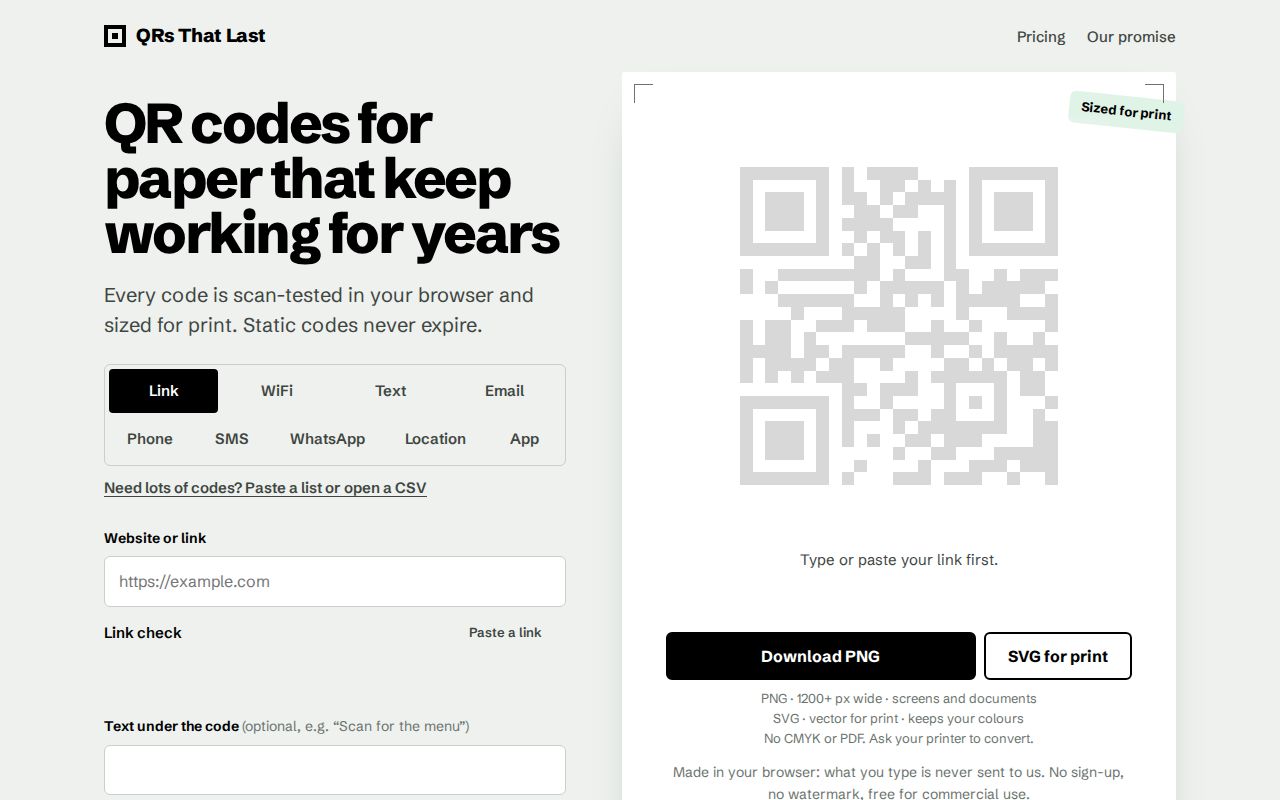 QRs That Last
Pricing
Our promise
QR codes for
paper that keep
working for years
Every code is scan-tested in your browser and
sized for print. Static codes never expire.
Link
WiFi
Text
Email
Phone
SMS
WhatsApp
Location
App
Need lots of codes? Paste a list or open a CSV
Website or link
https://example.com
Link check
Paste a link
Text under the code (optional, e.g. “Scan for the menu”)
Sized for print
Type or paste your link first.
Download PNG
SVG for print
PNG · 1200+ px wide · screens and documents
SVG · vector for print · keeps your colours
No CMYK or PDF. Ask your printer to convert.
Made in your browser: what you type is never sent to us. No sign-up,
no watermark, free for commercial use.